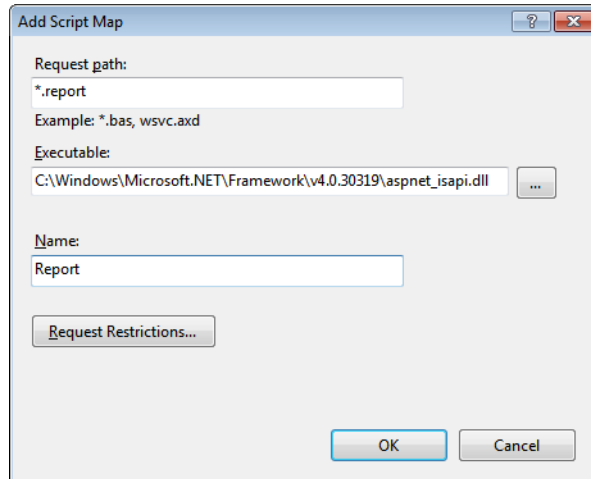 Add Script Map
Request path:
*.report
Example: *.bas, wsvc.axd
Executable:
C:\Windows\Microsoft.NET\Framework\v4.0.30319\aspnet_isapi.dll
...
Name:
Report
Request Restrictions...
OK Cancel